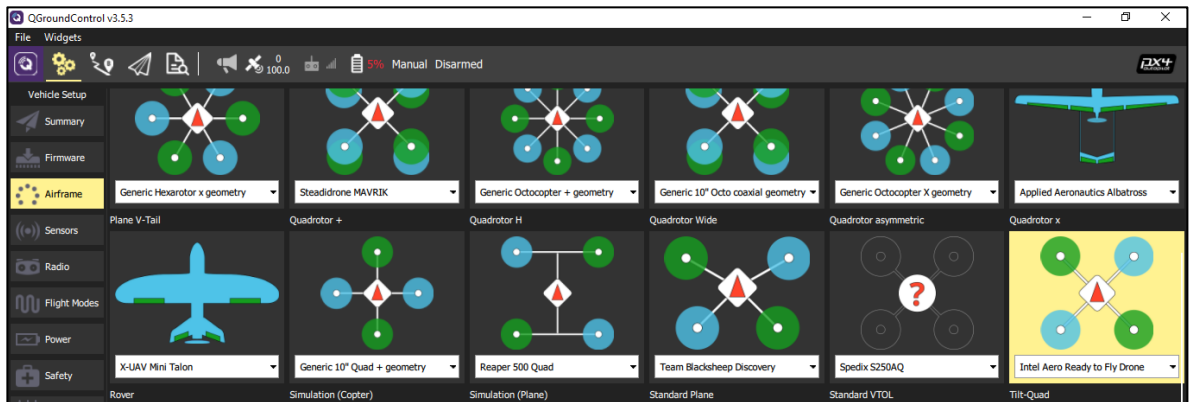 QGroundControl v3.5.3
File Widgets
0
100.0
5% Manual Disarmed
Vehicle Setup
Summary
Firmware
Airframe
Sensors
Radio
Flight Modes
Power
Safety
Generic Hexarotor x geometry
Steadidrone MAVRIK
Generic Octocopter + geometry
Generic 10" Octo coaxial geometry
Generic Octocopter X geometry
Applied Aeronautics Albatross
Plane V-Tail
Quadrotor +
Quadrotor H
Quadrotor Wide
Quadrotor asymmetric
Quadrotor x
?
X-UAV Mini Talon
Generic 10" Quad + geometry
Reaper 500 Quad
Team Blacksheep Discovery
Spedix S250AQ
Intel Aero Ready to Fly Drone
Rover
Simulation (Copter)
Simulation (Plane)
Standard Plane
Standard VTOL
Tilt-Quad